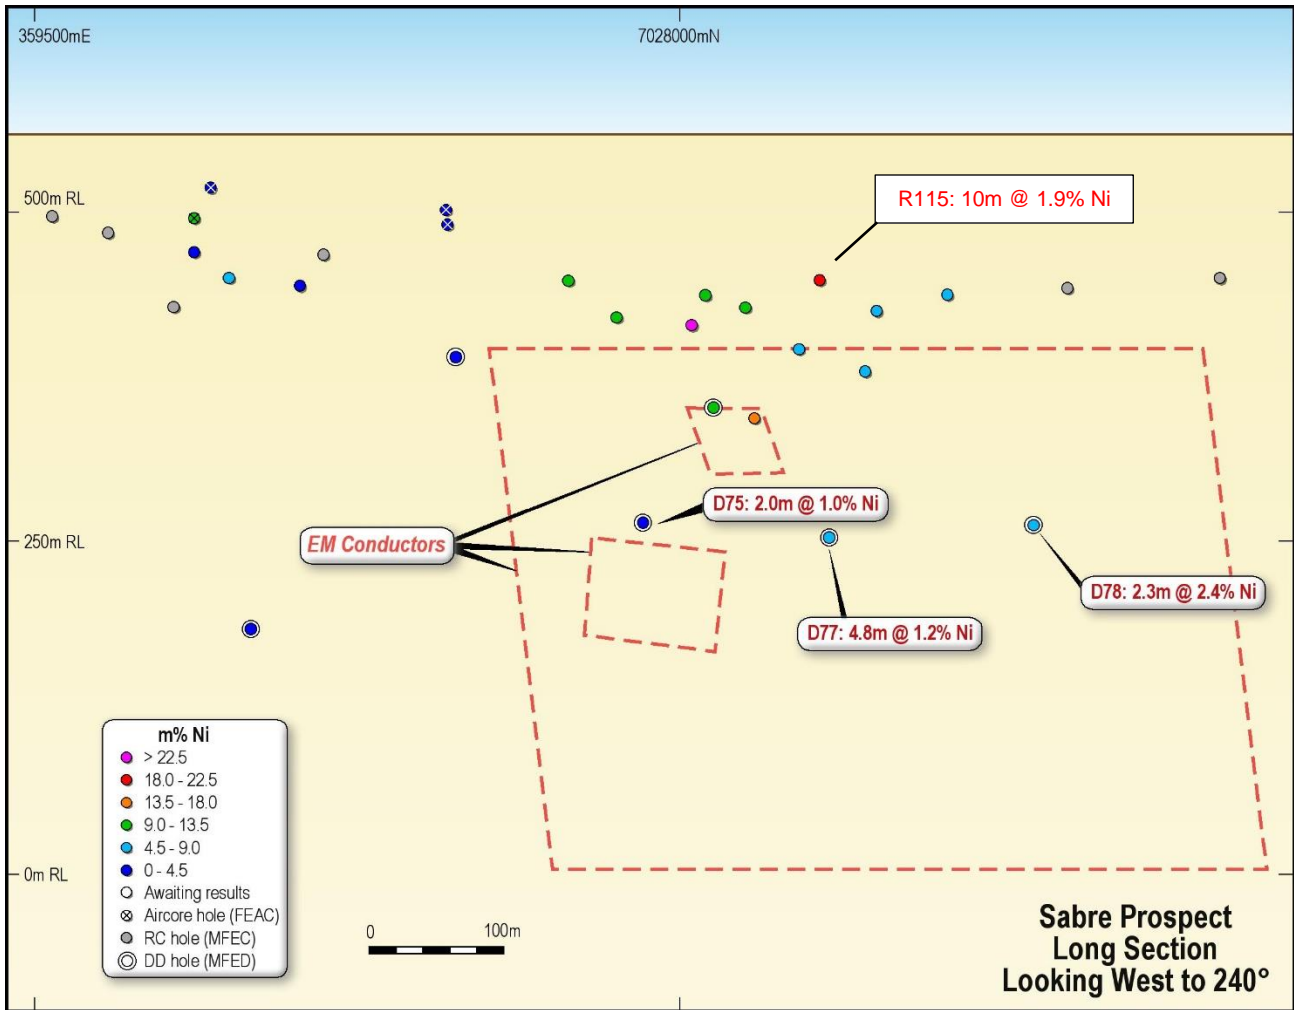 359500mE
7028000mN
500m RL
R115: 10m @ 1.9% Ni
D75: 2.0m @ 1.0% Ni
EM Conductors
250m RL
D78: 2.3m @ 2.4% Ni
D77: 4.8m @ 1.2% Ni
m% Ni
> 22.5
18.0 - 22.5
13.5 - 18.0
9.0 - 13.5
4.5 - 9.0
0 - 4.5
Awaiting results
Aircore hole (FEAC)
RC hole (MFEC)
DD hole (MFED)
0m RL
0 100m
Sabre Prospect
Long Section
Looking West to 240°